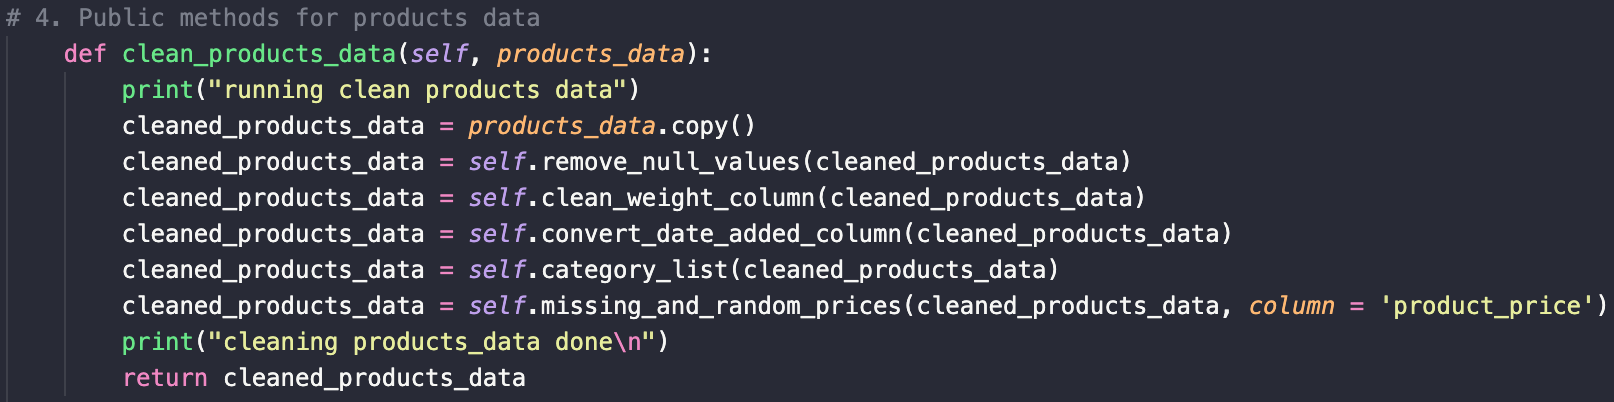 # 4. Public methods for products data
def clean_products_data(self, products_data):
print("running clean products data")
cleaned_products_data = products_data.copy()
cleaned_products_data = self.remove_null_values(cleaned_products_data)
cleaned_products_data = self.clean_weight_column(cleaned_products_data)
cleaned_products_data = self.convert_date_added_column(cleaned_products_data)
cleaned_products_data = self.category_list(cleaned_products_data)
cleaned_products_data = self.missing_and_random_prices(cleaned_products_data, column = 'product_price')
print("cleaning products_data done\n")
return cleaned_products_data